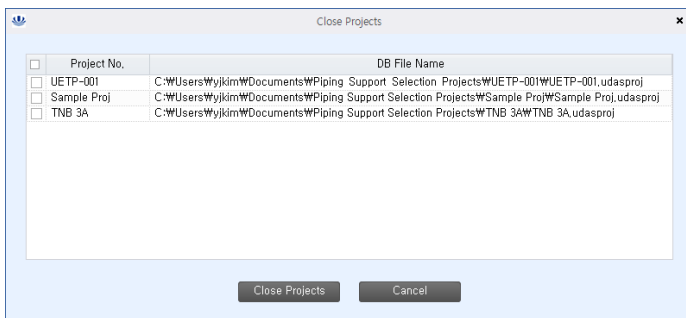 Close Projects
Project No. DB File Name
UETP-001 C:₩Users₩yjkim₩Documents₩Piping Support Selection Projects₩UETP-001₩UETP-001.udasproj
Sample Proj C:₩Users₩yjkim₩Documents₩Piping Support Selection Projects₩Sample Proj₩Sample Proj.udasproj
TNB 3A C:₩Users₩yjkim₩Documents₩Piping Support Selection Projects₩TNB 3A₩TNB 3A.udasproj
Close Projects Cancel